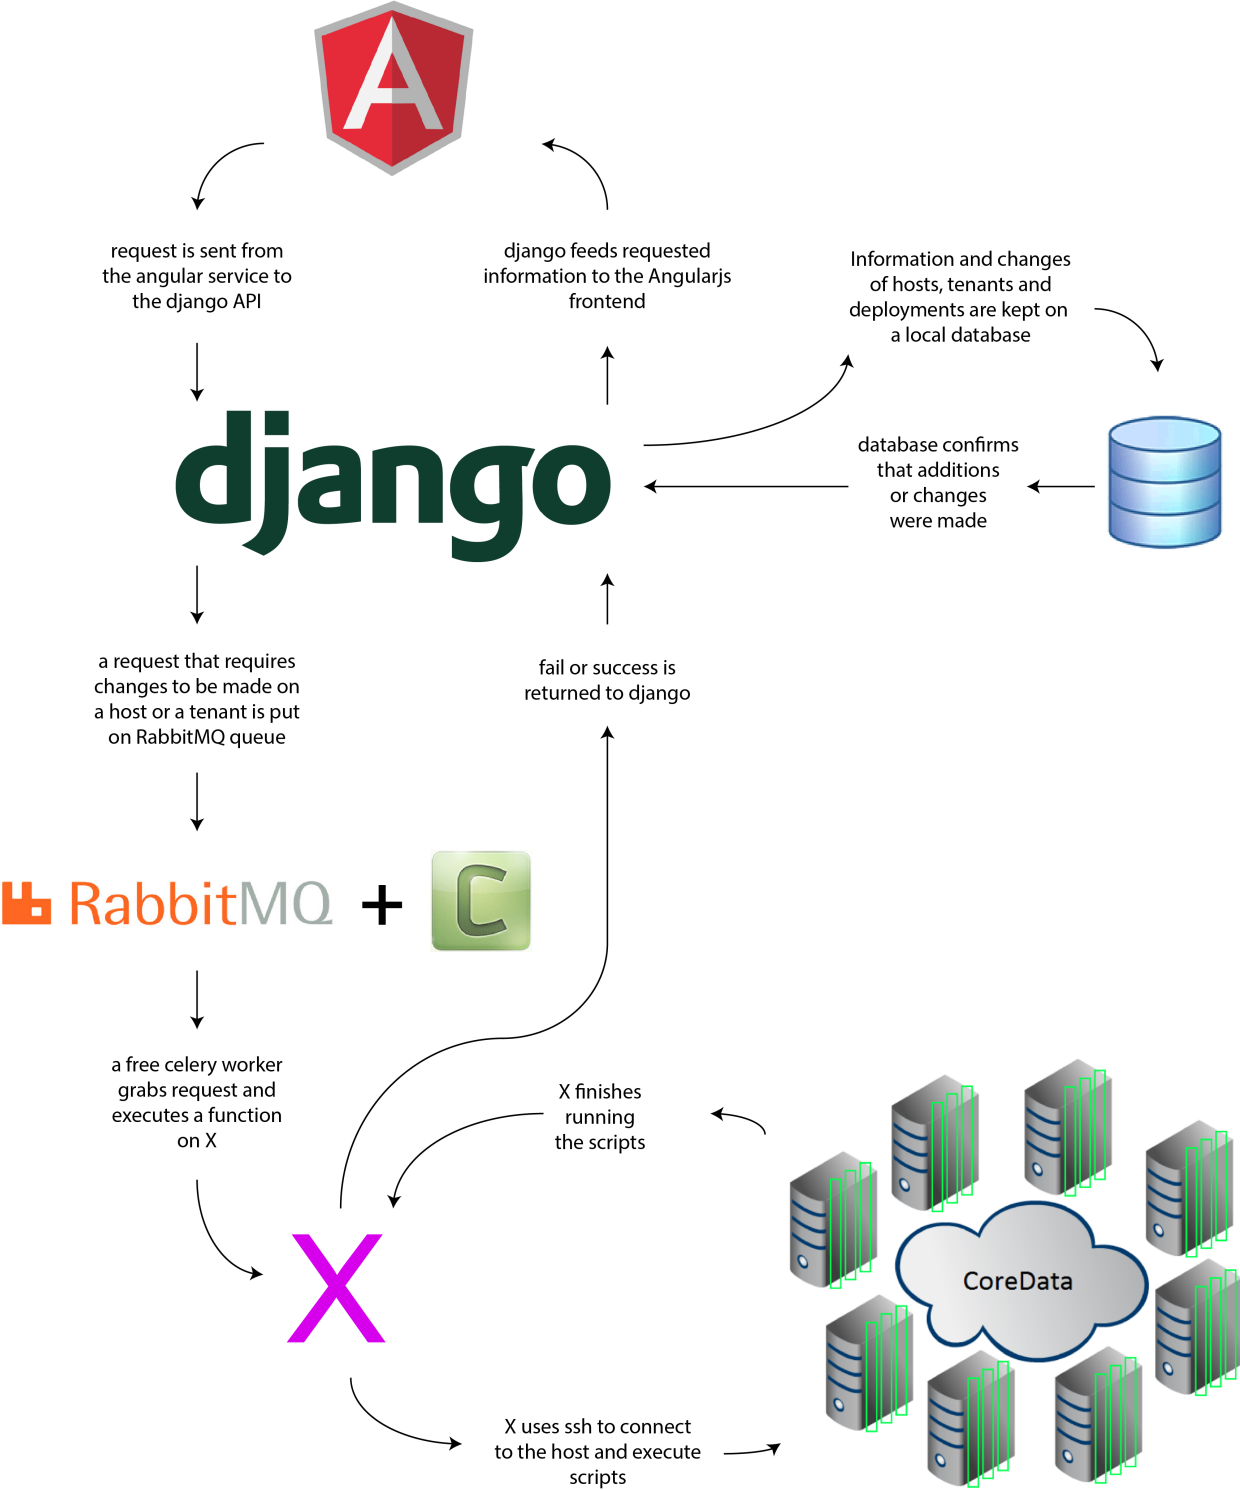 A
request is sent from
the angular service to
the django API
django feeds requested
information to the Angularjs
frontend
Information and changes
of hosts, tenants and
deployments are kept on
a local database
django
database confirms
that additions
or changes
were made
a request that requires
changes to be made on
a host or a tenant is put
on RabbitMQ queue
fail or success is
returned to django
RabbitMQ + C
a free celery worker
grabs request and
executes a function
on X
X finishes
running
the scripts
X
CoreData
X uses ssh to connect
to the host and execute
scripts